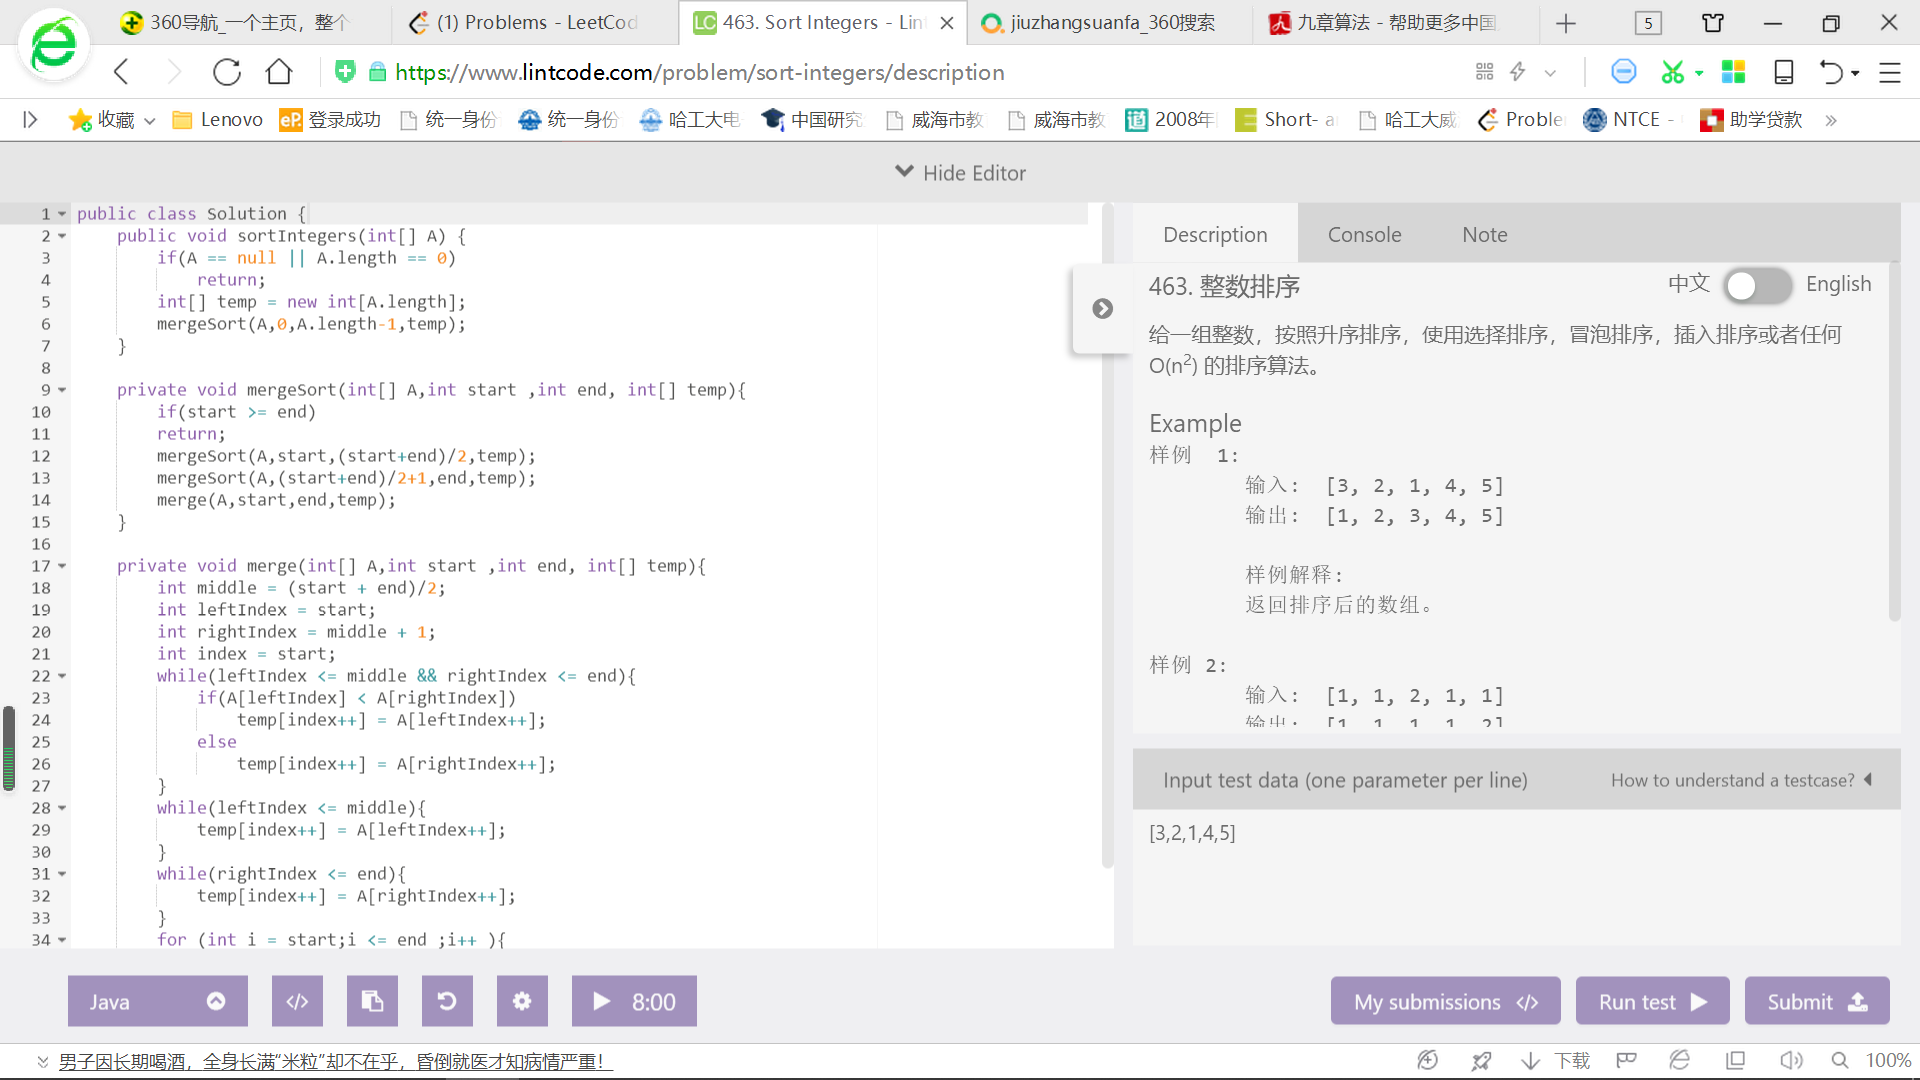 360导航_一个主页，整个
(1) Problems - LeetCod
463. Sort Integers - Lin
jiuzhangsuanfa_360搜索
九章算法 - 帮助更多中国
5
https://www.lintcode.com/problem/sort-integers/description
收藏
Lenovo
登录成功
统一身份
统一身份
哈工大电
中国研究
威海市教
威海市教
2008年
Short- a
哈工大威
Proble
NTCE -
助学贷款
Hide Editor
1 public class Solution {
2 public void sortIntegers(int[] A) {
3 if(A == null || A.length == 0)
4 return;
5 int[] temp = new int[A.length];
6 mergeSort(A,0,A.length-1,temp);
7 }
8
9 private void mergeSort(int[] A,int start ,int end, int[] temp){
10 if(start >= end)
11 return;
12 mergeSort(A,start,(start+end)/2,temp);
13 mergeSort(A,(start+end)/2+1,end,temp);
14 merge(A,start,end,temp);
15 }
16
17 private void merge(int[] A,int start ,int end, int[] temp){
18 int middle = (start + end)/2;
19 int leftIndex = start;
20 int rightIndex = middle + 1;
21 int index = start;
22 while(leftIndex <= middle && rightIndex <= end){
23 if(A[leftIndex] < A[rightIndex])
24 temp[index++] = A[leftIndex++];
25 else
26 temp[index++] = A[rightIndex++];
27 }
28 while(leftIndex <= middle){
29 temp[index++] = A[leftIndex++];
30 }
31 while(rightIndex <= end){
32 temp[index++] = A[rightIndex++];
33 }
34 for (int i = start;i <= end ;i++ ){
Description
Console
Note
463. 整数排序
中文
English
给一组整数，按照升序排序，使用选择排序，冒泡排序，插入排序或者任何
O(n²) 的排序算法。
Example
样例 1:
输入: [3, 2, 1, 4, 5]
输出: [1, 2, 3, 4, 5]
样例解释:
返回排序后的数组。
样例 2:
输入: [1, 1, 2, 1, 1]
输出: [1, 1, 1, 1, 2]
Input test data (one parameter per line)
How to understand a testcase?
[3,2,1,4,5]
Java
8:00
My submissions
Run test
Submit
男子因长期喝酒，全身长满“米粒”却不在乎，昏倒就医才知病情严重！
下载
100%